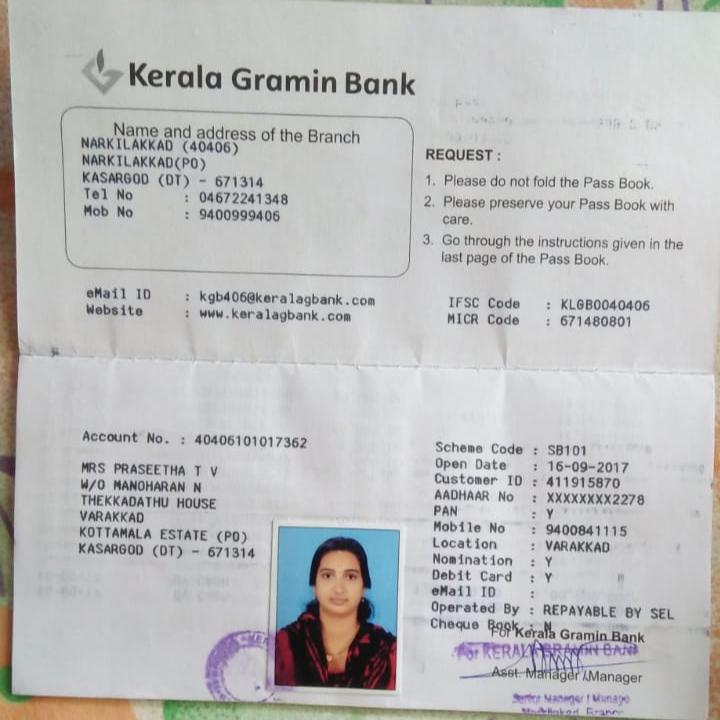 Kerala Gramin Bank
Name and address of the Branch
NARKILAKKAD (40406)
NARKILAKKAD(PO)
KASARGOD (DT) - 671314
Tel No : 04672241348
Mob No : 9400999406
REQUEST :
1. Please do not fold the Pass Book.
2. Please preserve your Pass Book with
care.
3. Go through the instructions given in the
last page of the Pass Book.
eMail ID : kgb406@keralagbank.com
Website : www.keralagbank.com
IFSC Code : KLGB0040406
MICR Code : 671480801
Account No. : 40406101017362
MRS PRASEETHA T V
W/O MANOHARAN N
THEKKADATHU HOUSE
VARAKKAD
KOTTAMALA ESTATE (PO)
KASARGOD (DT) - 671314
Scheme Code : SB101
Open Date : 16-09-2017
Customer ID : 411915870
AADHAAR No : XXXXXXXX2278
PAN : Y
Mobile No : 9400841115
Location : VARAKKAD
Nomination : Y
Debit Card : Y
eMail ID :
Operated By : REPAYABLE BY SEL
Cheque Book : N
For Kerala Gramin Bank
For KERALA GRAMIN BANK
Asst. Manager /Manager